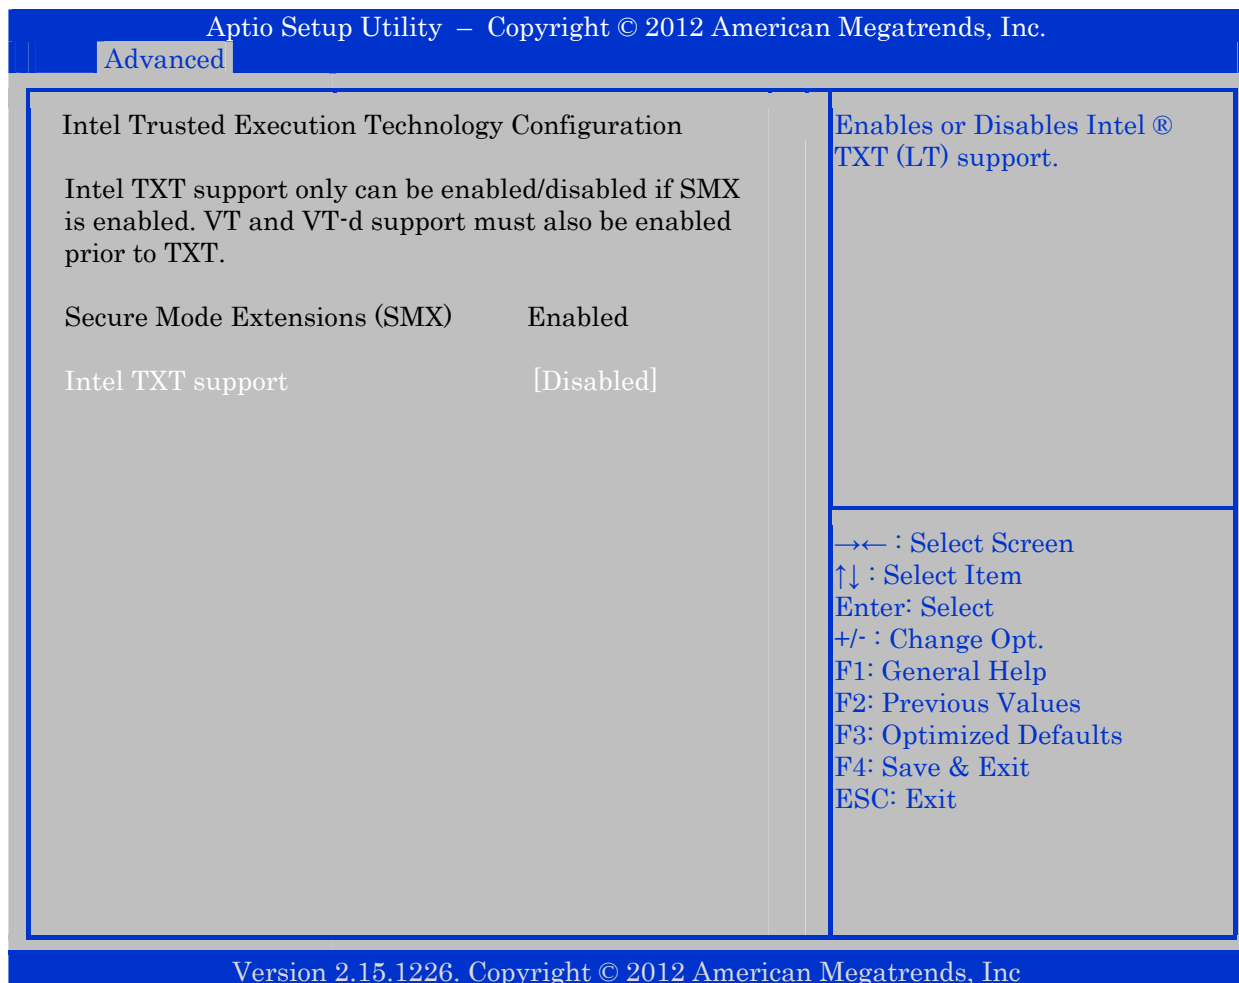 Aptio Setup Utility – Copyright © 2012 American Megatrends, Inc.
Advanced
Intel Trusted Execution Technology Configuration
Intel TXT support only can be enabled/disabled if SMX
is enabled. VT and VT-d support must also be enabled
prior to TXT.
Secure Mode Extensions (SMX) Enabled
Intel TXT support [Disabled]
Enables or Disables Intel ®
TXT (LT) support.
→← : Select Screen
↑↓ : Select Item
Enter: Select
+/- : Change Opt.
F1: General Help
F2: Previous Values
F3: Optimized Defaults
F4: Save & Exit
ESC: Exit
Version 2.15.1226. Copyright © 2012 American Megatrends, Inc